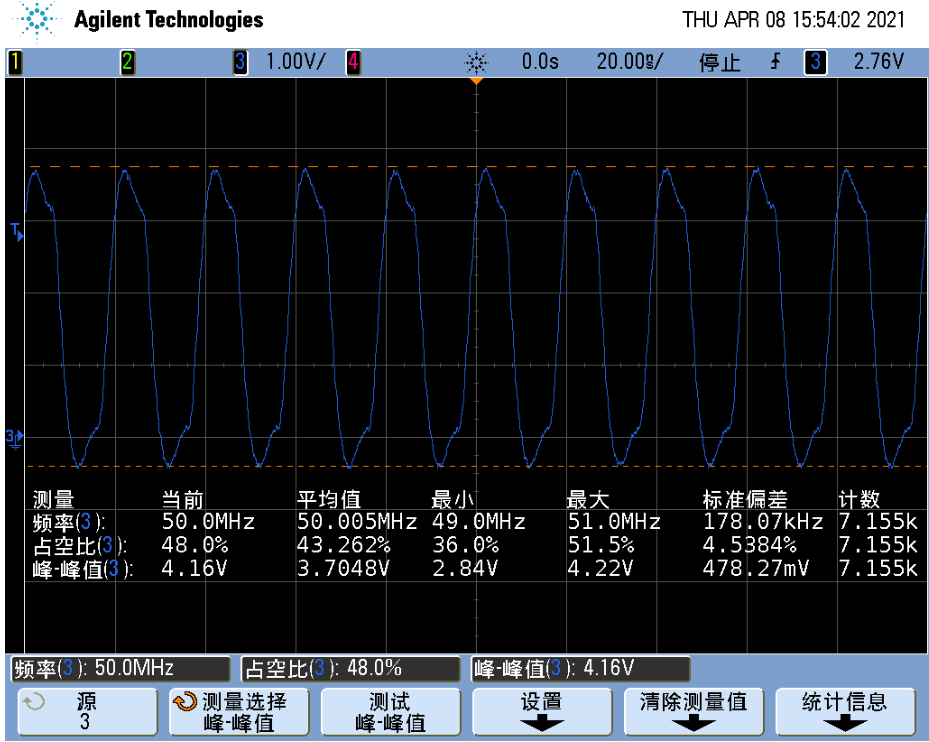 Agilent Technologies THU APR 08 15:54:02 2021
1 2 3 1.00V/ 4 0.0s 20.00ns/ 停止 3 2.76V
T
3
测量 当前 平均值 最小 最大 标准偏差 计数
频率(3): 50.0MHz 50.005MHz 49.0MHz 51.0MHz 178.07kHz 7.155k
占空比(3): 48.0% 43.262% 36.0% 51.5% 4.5384% 7.155k
峰-峰值(3): 4.16V 3.7048V 2.84V 4.22V 478.27mV 7.155k
频率(3): 50.0MHz 占空比(3): 48.0% 峰-峰值(3): 4.16V
源 测量选择 测试 设置 清除测量值 统计信息
3 峰-峰值 峰-峰值